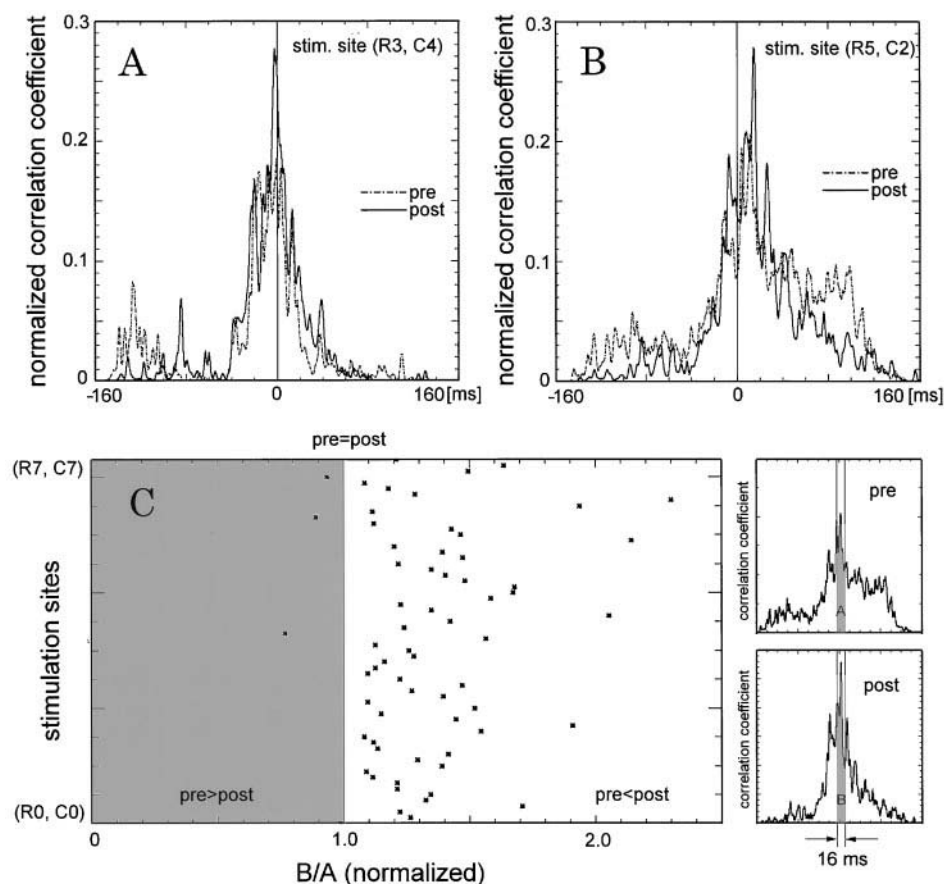 A
stim. site (R3, C4)
normalized correlation coefficient
0.3
0.2
0.1
0
pre
post
-160
0
160 [ms]
B
stim. site (R5, C2)
normalized correlation coefficient
0.3
0.2
0.1
0
pre
post
-160
0
160 [ms]
pre=post
C
(R7, C7)
stimulation sites
(R0, C0)
pre>post
pre<post
0
1.0
2.0
B/A (normalized)
correlation coefficient
pre
A
correlation coefficient
post
B
16 ms